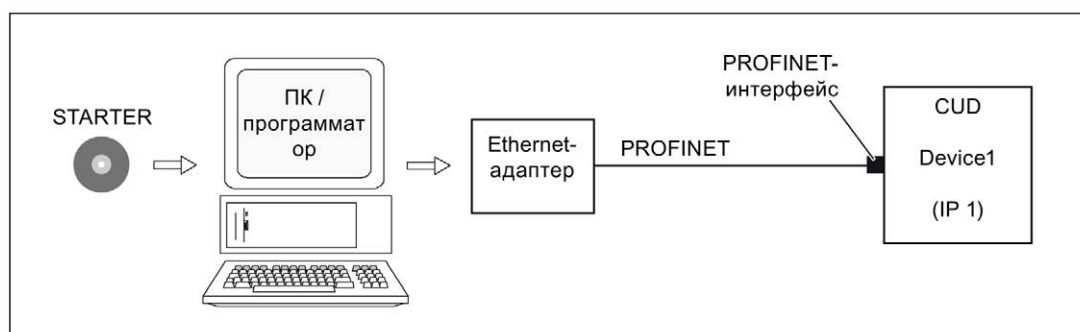 STARTER
ПК /
программат
ор
Ethernet-
адаптер
PROFINET
PROFINET-
интерфейс
CUD
Device1
(IP 1)